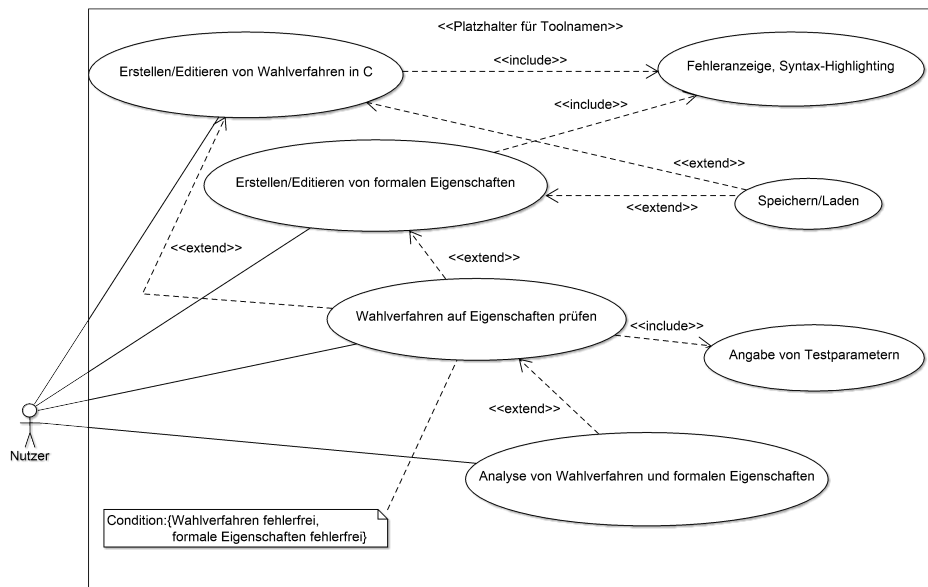 <<Platzhalter für Toolnamen>>
<<include>>
Erstellen/Editieren von Wahlverfahren in C
Fehleranzeige, Syntax-Highlighting
<<include>>
<<extend>>
Erstellen/Editieren von formalen Eigenschaften
Speichern/Laden
<<extend>>
<<extend>>
<<extend>>
Wahlverfahren auf Eigenschaften prüfen
<<include>>
Angabe von Testparametern
<<extend>>
Nutzer
Analyse von Wahlverfahren und formalen Eigenschaften
Condition:{Wahlverfahren fehlerfrei,
formale Eigenschaften fehlerfrei}